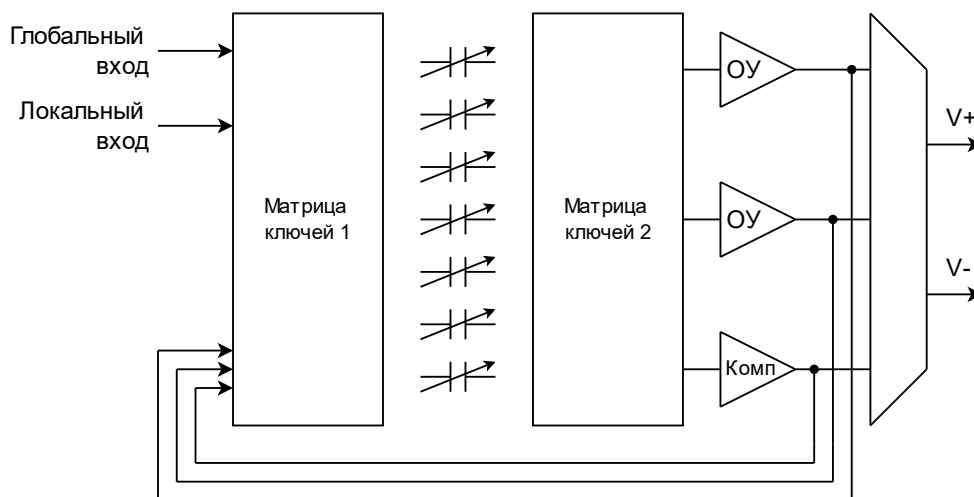 Глобальный
вход
Локальный
вход
Матрица
ключей 1
Матрица
ключей 2
ОУ
ОУ
Комп
V+
V-